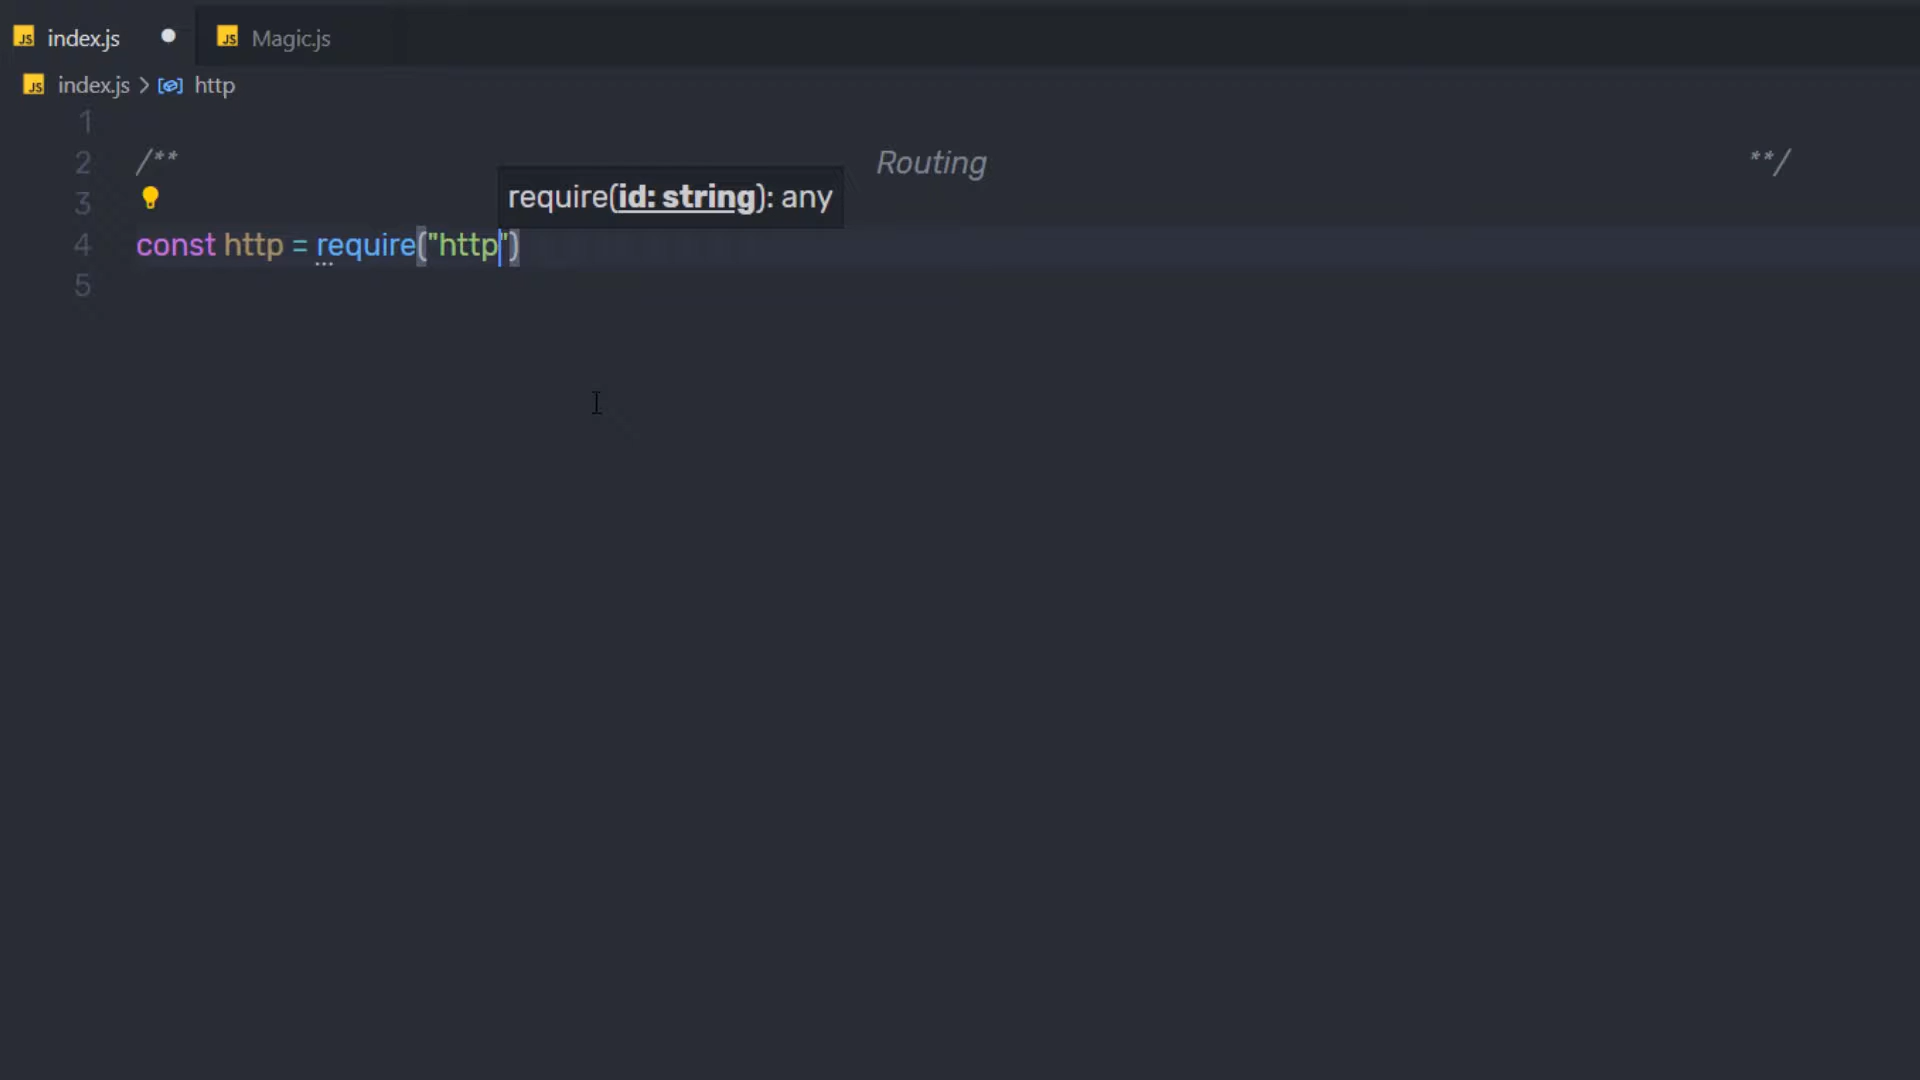 index.js Magic.js
index.js > http
1
2 /** Routing **/
3
require(id: string): any
4 const http = require("http")
5